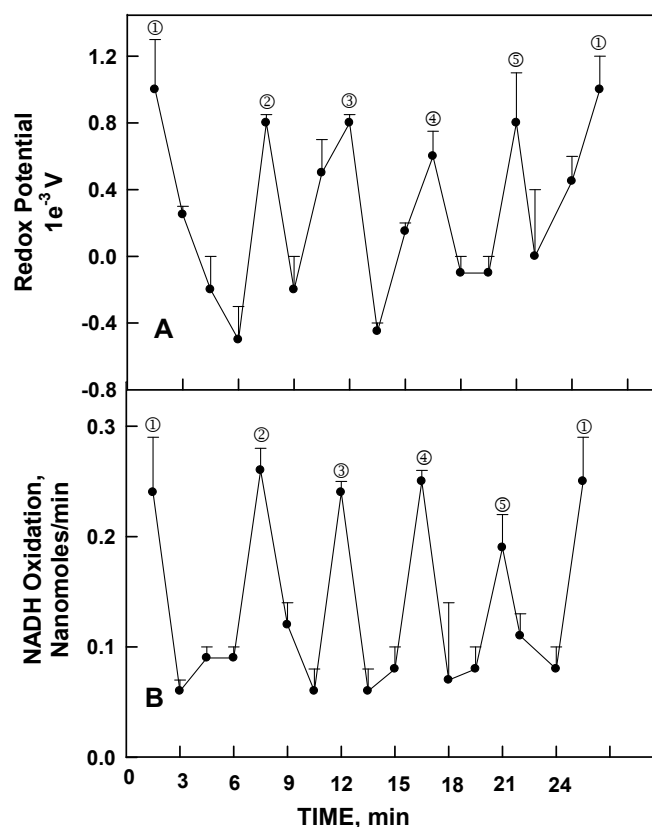 ① ① 
1.2
② ③ ⑤
0.8
④
0.4
0.0
-0.4
-0.8
Redox Potential
1e-3 V
A
0.3
① ② ③ ④ ⑤ ①
0.2
0.1
0.0
NADH Oxidation,
Nanomoles/min
B
0 3 6 9 12 15 18 21 24
TIME, min